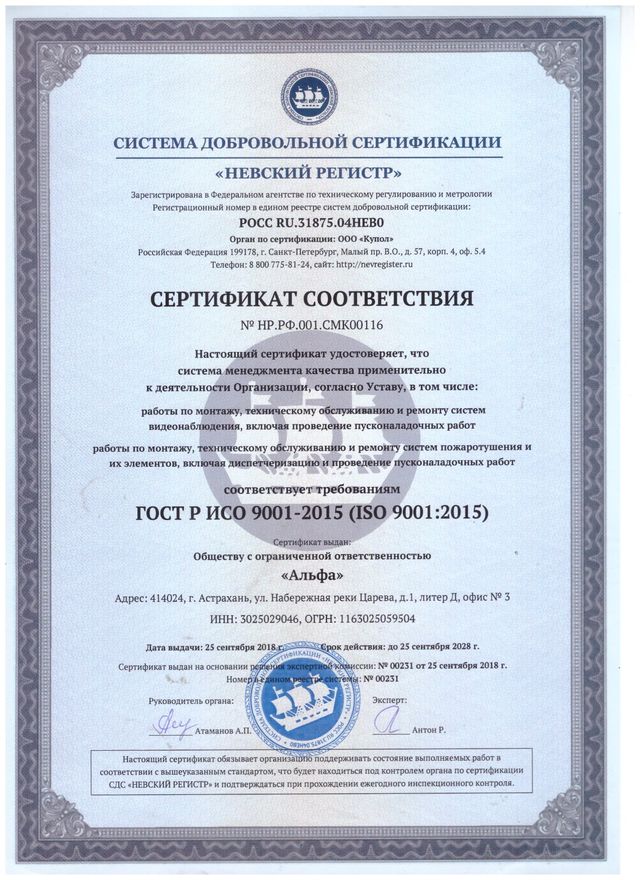 СИСТЕМА ДОБРОВОЛЬНОЙ СЕРТИФИКАЦИИ
«НЕВСКИЙ РЕГИСТР»
Зарегистрирована в Федеральном агентстве по техническому регулированию и метрологии
Регистрационный номер в едином реестре систем добровольной сертификации:
РОСС RU.31875.04НЕВ0
Орган по сертификации: ООО «Купол»
Российская Федерация 199178, г. Санкт-Петербург, Малый пр. В.О., д. 57, корп. 4, оф. 5.4
Телефон: 8 800 775-81-24, сайт: http://nevregister.ru
СЕРТИФИКАТ СООТВЕТСТВИЯ
№ НР.РФ.001.СМК00116
Настоящий сертификат удостоверяет, что
система менеджмента качества применительно
к деятельности Организации, согласно Уставу, в том числе:
работы по монтажу, техническому обслуживанию и ремонту систем
видеонаблюдения, включая проведение пусконаладочных работ
работы по монтажу, техническому обслуживанию и ремонту систем пожаротушения и
их элементов, включая диспетчеризацию и проведение пусконаладочных работ
соответствует требованиям
ГОСТ Р ИСО 9001-2015 (ISO 9001:2015)
Сертификат выдан:
Обществу с ограниченной ответственностью
«Альфа»
Адрес: 414024, г. Астрахань, ул. Набережная реки Царева, д.1, литер Д, офис № 3
ИНН: 3025029046, ОГРН: 1163025059504
Дата выдачи: 25 сентября 2018 г. Срок действия: до 25 сентября 2028 г.
Сертификат выдан на основании решения экспертной комиссии: № 00231 от 25 сентября 2018 г.
Номер в едином реестре системы: № 00231
Руководитель органа: Эксперт:
Атаманов А.П. Антон Р.
СИСТЕМА ДОБРОВОЛЬНОЙ СЕРТИФИКАЦИИ «НЕВСКИЙ РЕГИСТР»
РОСС RU.31875.04НЕВ0
Настоящий сертификат обязывает организацию поддерживать состояние выполняемых работ в
соответствии с вышеуказанным стандартом, что будет находиться под контролем органа по сертификации
СДС «НЕВСКИЙ РЕГИСТР» и подтверждаться при прохождении ежегодного инспекционного контроля.